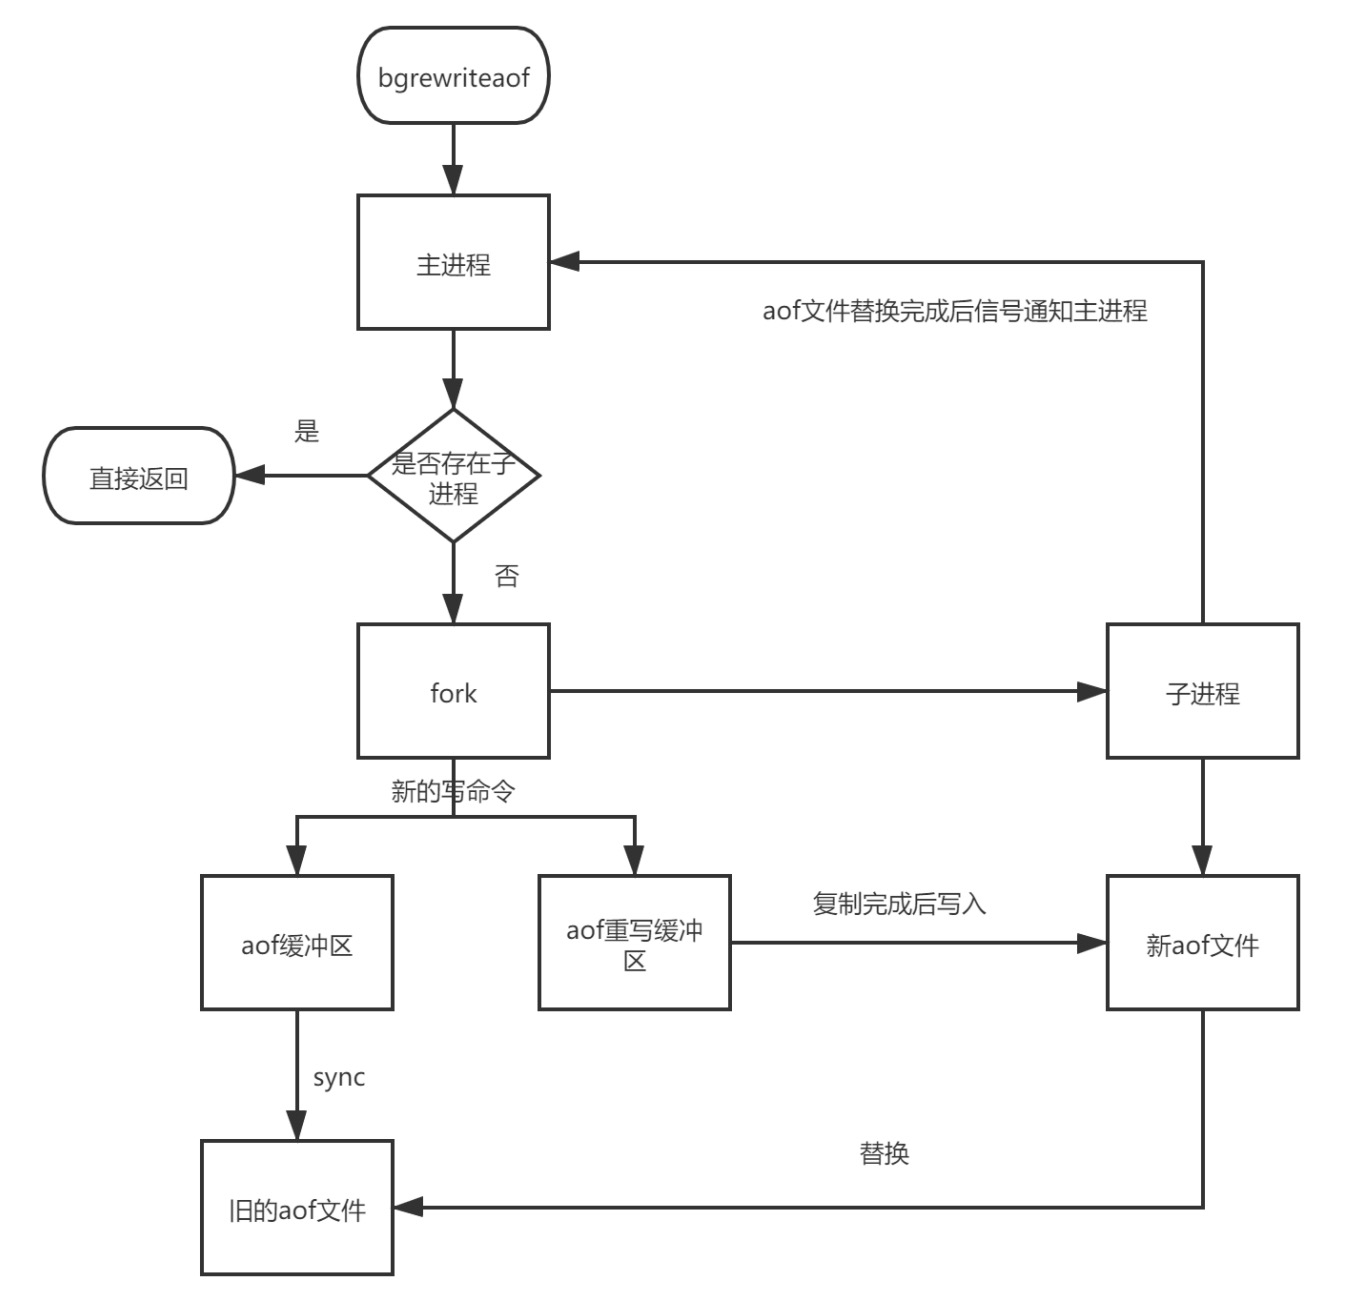 bgrewriteaof
主进程
aof文件替换完成后信号通知主进程
是
直接返回
是否存在子
进程
否
fork
子进程
新的写命令
aof缓冲区
aof重写缓冲
区
复制完成后写入
新aof文件
sync
替换
旧的aof文件